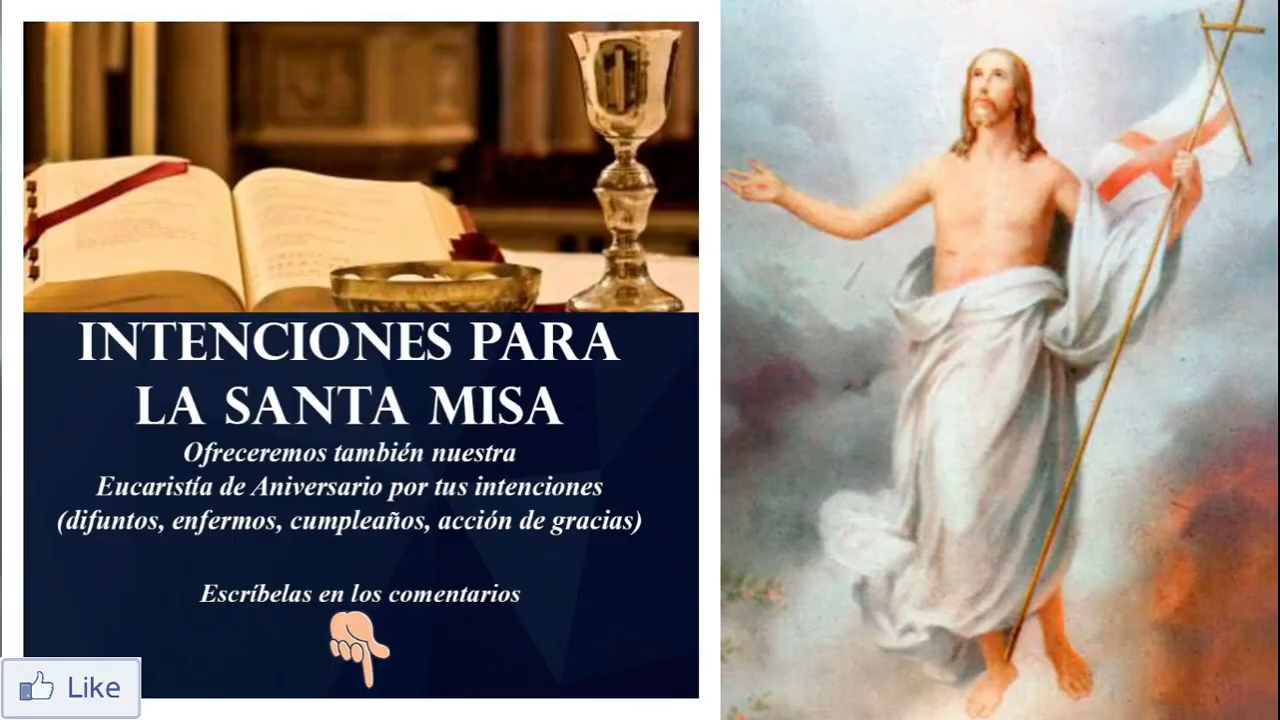 INTENCIONES PARA
LA SANTA MISA
Ofreceremos también nuestra
Eucaristía de Aniversario por tus intenciones
(difuntos, enfermos, cumpleaños, acción de gracias)
Escríbelas en los comentarios
Like